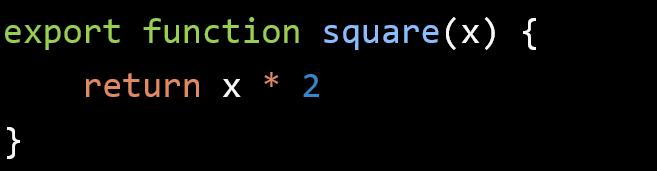 export function square(x) {
    return x * 2
}